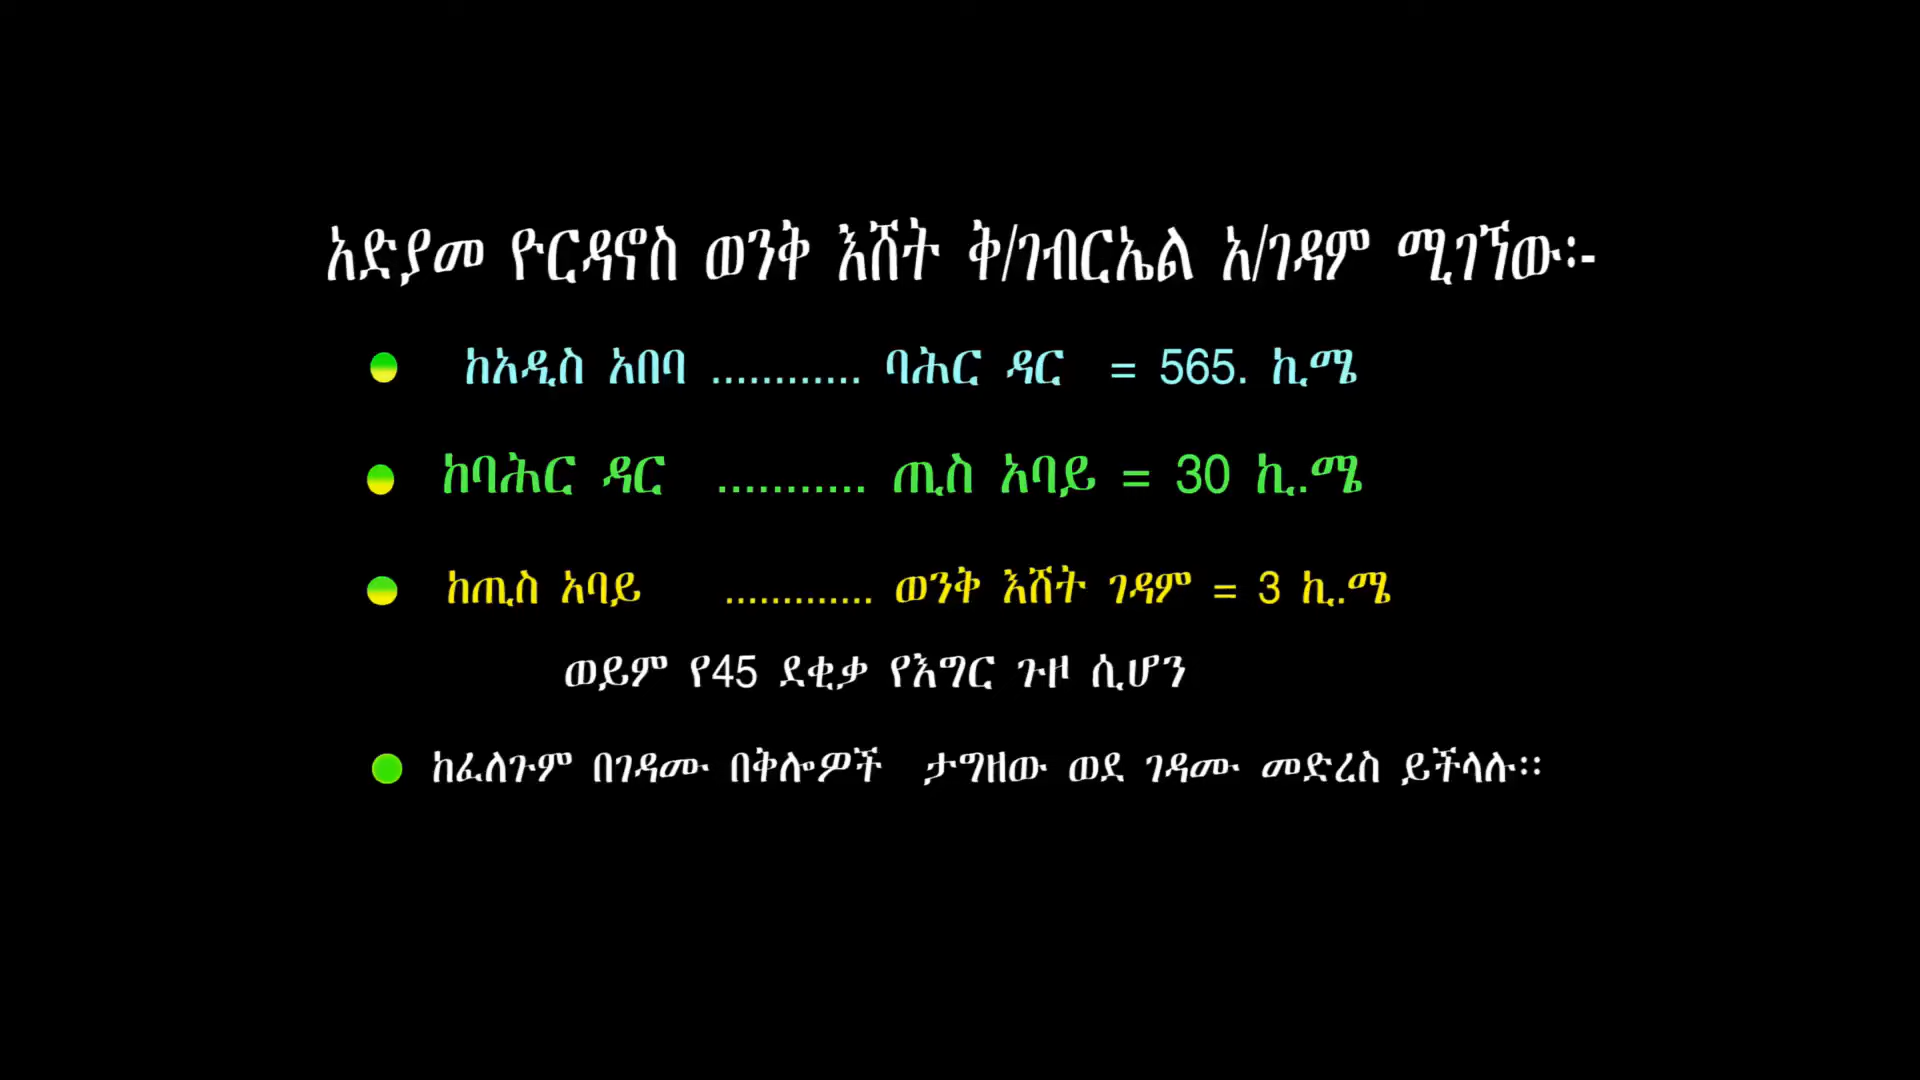 አድያመ ዮርዳኖስ ወንቅ እሸት ቅ/ገብርኤል አ/ገዳም ሚገኘው፡-
ከአዲስ አበባ ............ ባሕር ዳር = 565. ኪሜ
ከባሕር ዳር ............ ጢስ አባይ = 30 ኪ.ሜ
ከጢስ አባይ ............. ወንቅ እሸት ገዳም = 3 ኪ.ሜ
ወይም የ45 ደቂቃ የእግር ጉዞ ሲሆን
ከፈለጉም በገዳሙ በቅሎዎች ታግዘው ወደ ገዳሙ መድረስ ይችላሉ፡፡